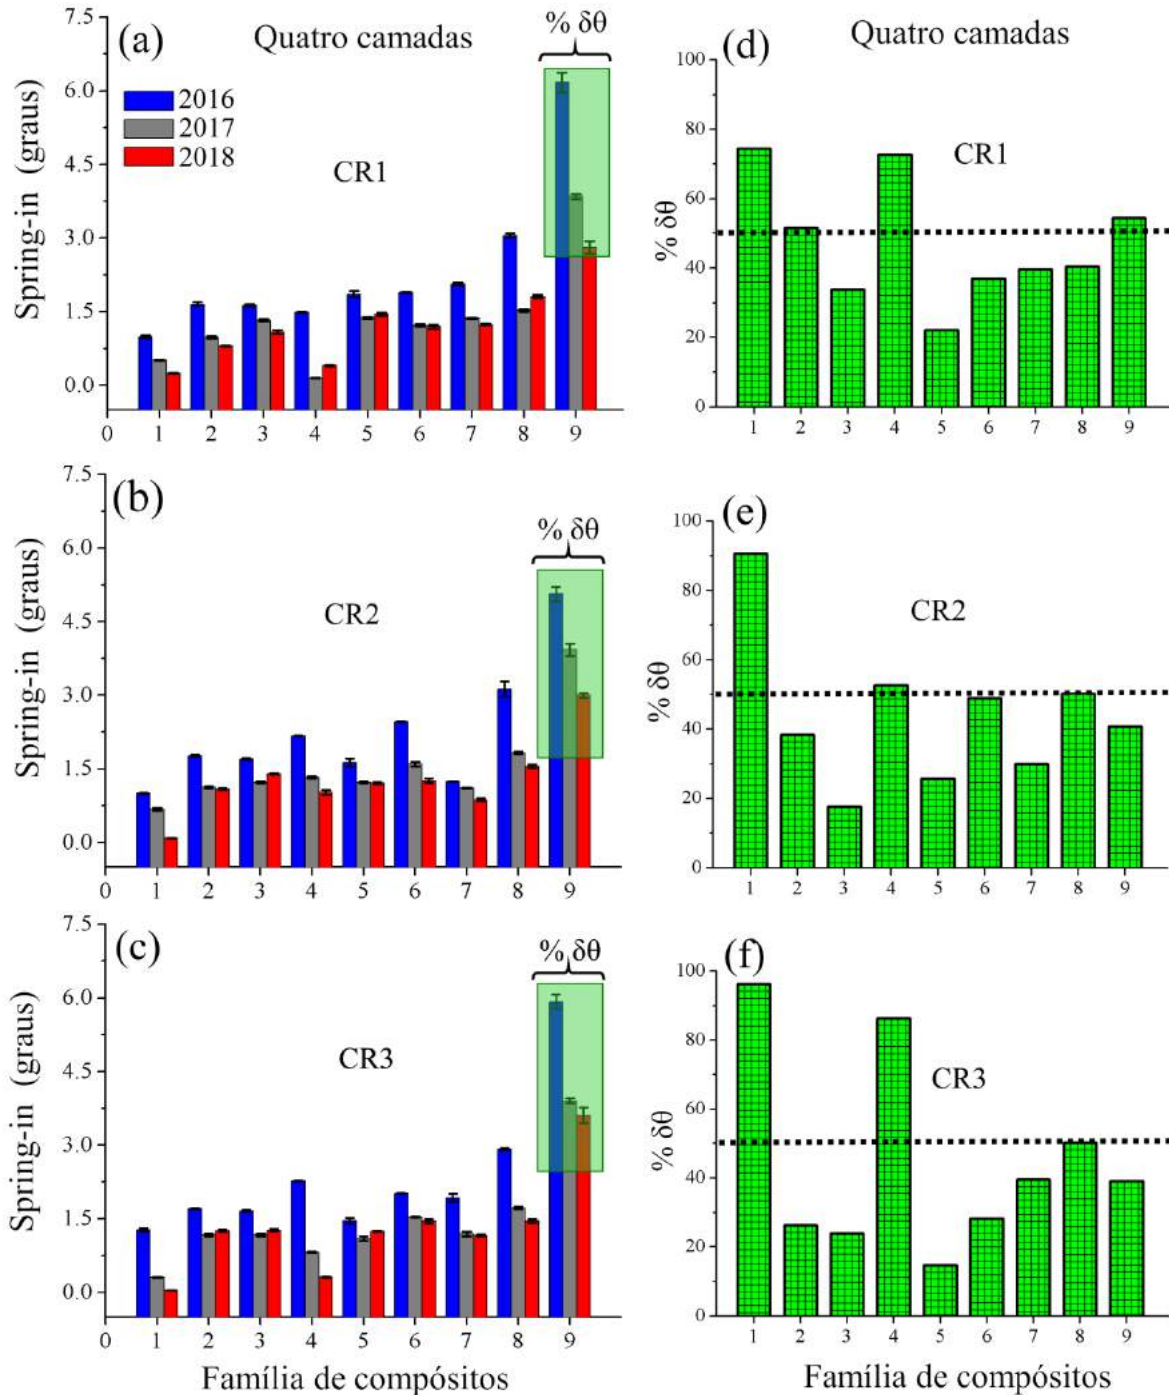 (a)
Quatro camadas
% δθ
2016
2017
2018
CR1
Spring-in (graus)
7.5
6.0
4.5
3.0
1.5
0.0
0 1 2 3 4 5 6 7 8 9
(d)
Quatro camadas
CR1
% δθ
100
80
60
40
20
0
1 2 3 4 5 6 7 8 9
(b)
% δθ
CR2
Spring-in (graus)
7.5
6.0
4.5
3.0
1.5
0.0
0 1 2 3 4 5 6 7 8 9
(e)
CR2
% δθ
100
80
60
40
20
0
1 2 3 4 5 6 7 8 9
(c)
% δθ
CR3
Spring-in (graus)
7.5
6.0
4.5
3.0
1.5
0.0
0 1 2 3 4 5 6 7 8 9
Família de compósitos
(f)
CR3
% δθ
100
80
60
40
20
0
1 2 3 4 5 6 7 8 9
Família de compósitos